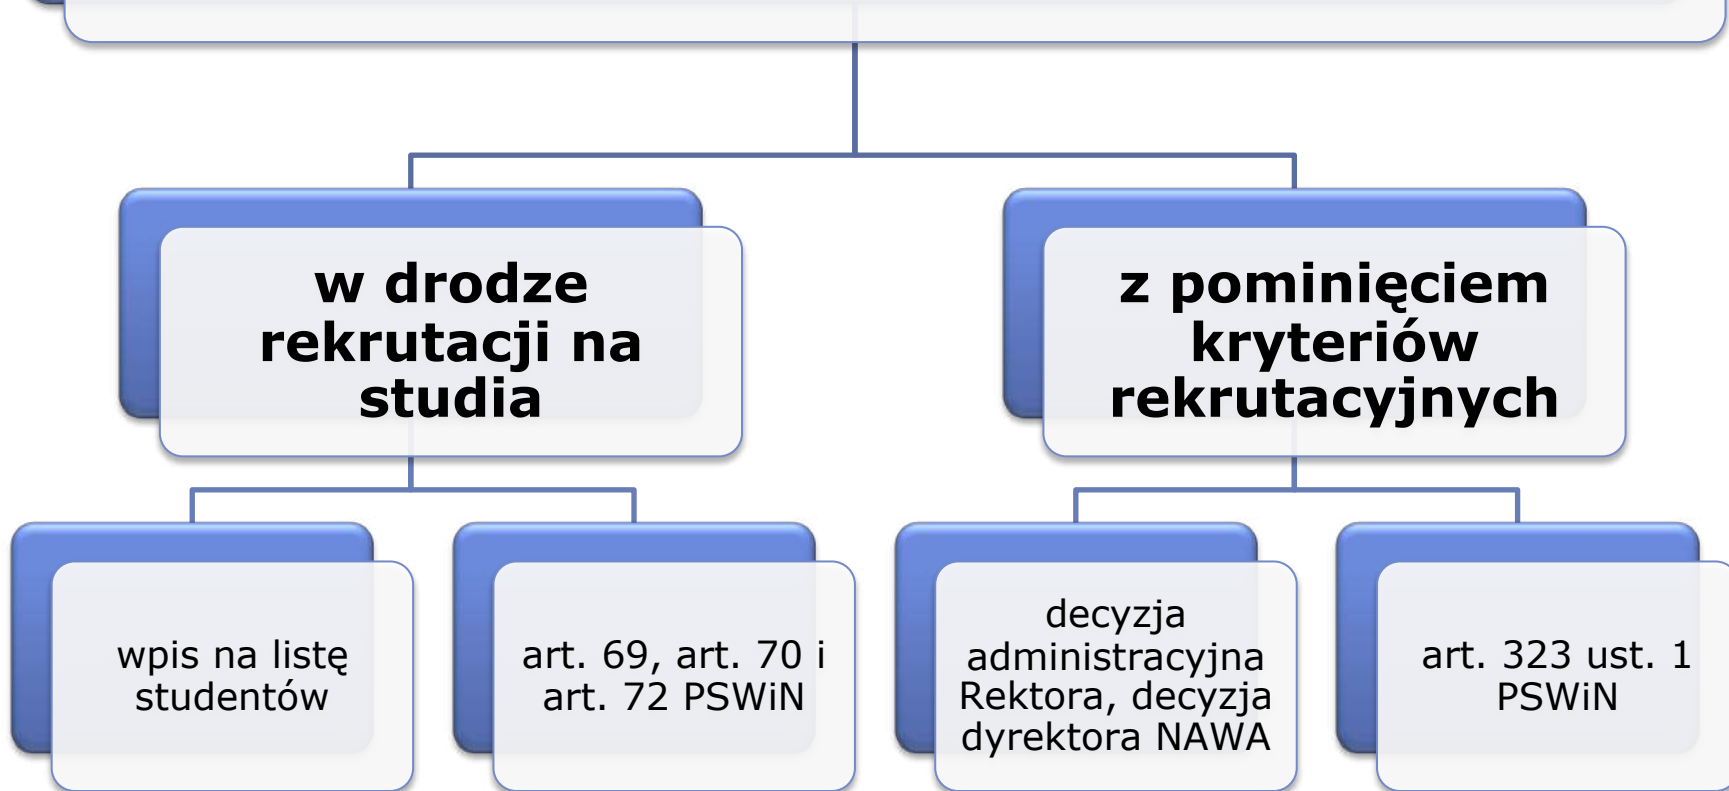 w drodze
rekrutacji na
studia
z pominięciem
kryteriów
rekrutacyjnych
wpis na listę
studentów
art. 69, art. 70 i
art. 72 PSWiN
decyzja
administracyjna
Rektora, decyzja
dyrektora NAWA
art. 323 ust. 1
PSWiN